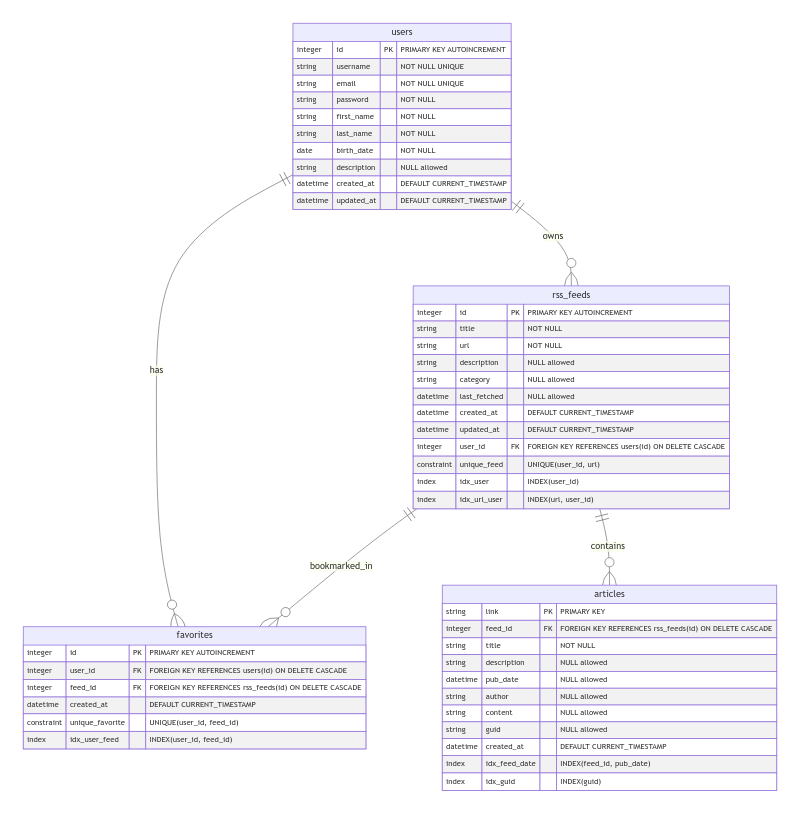 users
integer id PK PRIMARY KEY AUTOINCREMENT
string username NOT NULL UNIQUE
string email NOT NULL UNIQUE
string password NOT NULL
string first_name NOT NULL
string last_name NOT NULL
date birth_date NOT NULL
string description NULL allowed
datetime created_at DEFAULT CURRENT_TIMESTAMP
datetime updated_at DEFAULT CURRENT_TIMESTAMP
owns
rss_feeds
integer id PK PRIMARY KEY AUTOINCREMENT
string title NOT NULL
string url NOT NULL
string description NULL allowed
string category NULL allowed
datetime last_fetched NULL allowed
datetime created_at DEFAULT CURRENT_TIMESTAMP
datetime updated_at DEFAULT CURRENT_TIMESTAMP
integer user_id FK FOREIGN KEY REFERENCES users(id) ON DELETE CASCADE
constraint unique_feed UNIQUE(user_id, url)
index idx_user INDEX(user_id)
index idx_url_user INDEX(url, user_id)
has
bookmarked_in
contains
favorites
integer id PK PRIMARY KEY AUTOINCREMENT
integer user_id FK FOREIGN KEY REFERENCES users(id) ON DELETE CASCADE
integer feed_id FK FOREIGN KEY REFERENCES rss_feeds(id) ON DELETE CASCADE
datetime created_at DEFAULT CURRENT_TIMESTAMP
constraint unique_favorite UNIQUE(user_id, feed_id)
index idx_user_feed INDEX(user_id, feed_id)
articles
string link PK PRIMARY KEY
integer feed_id FK FOREIGN KEY REFERENCES rss_feeds(id) ON DELETE CASCADE
string title NOT NULL
string description NULL allowed
datetime pub_date NULL allowed
string author NULL allowed
string content NULL allowed
string guid NULL allowed
datetime created_at DEFAULT CURRENT_TIMESTAMP
index idx_feed_date INDEX(feed_id, pub_date)
index idx_guid INDEX(guid)